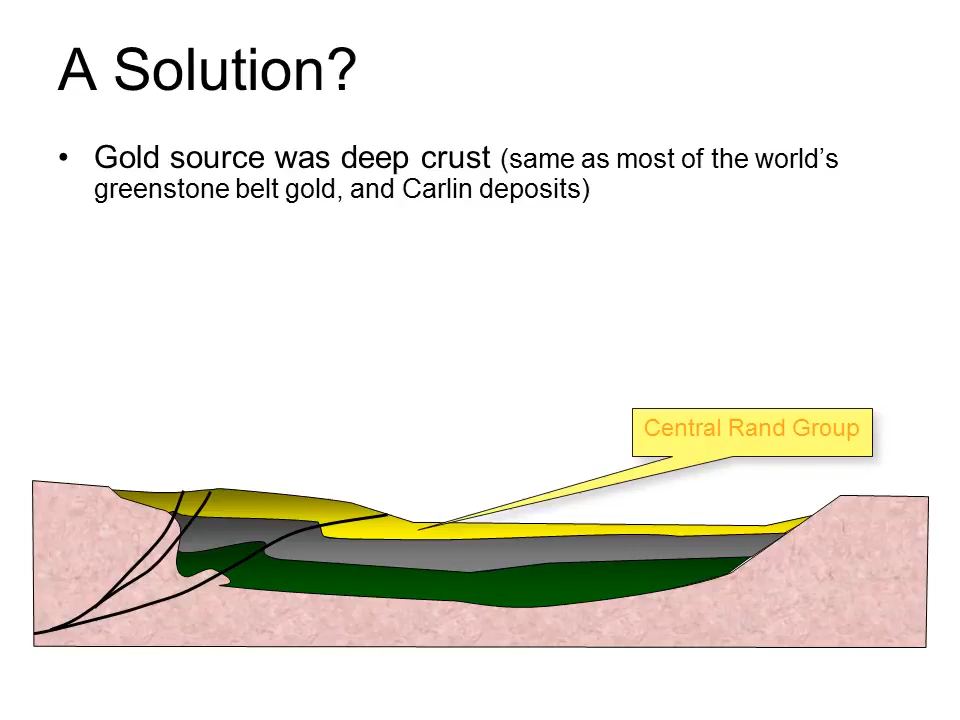 A Solution?
• Gold source was deep crust (same as most of the world’s
greenstone belt gold, and Carlin deposits)
Central Rand Group